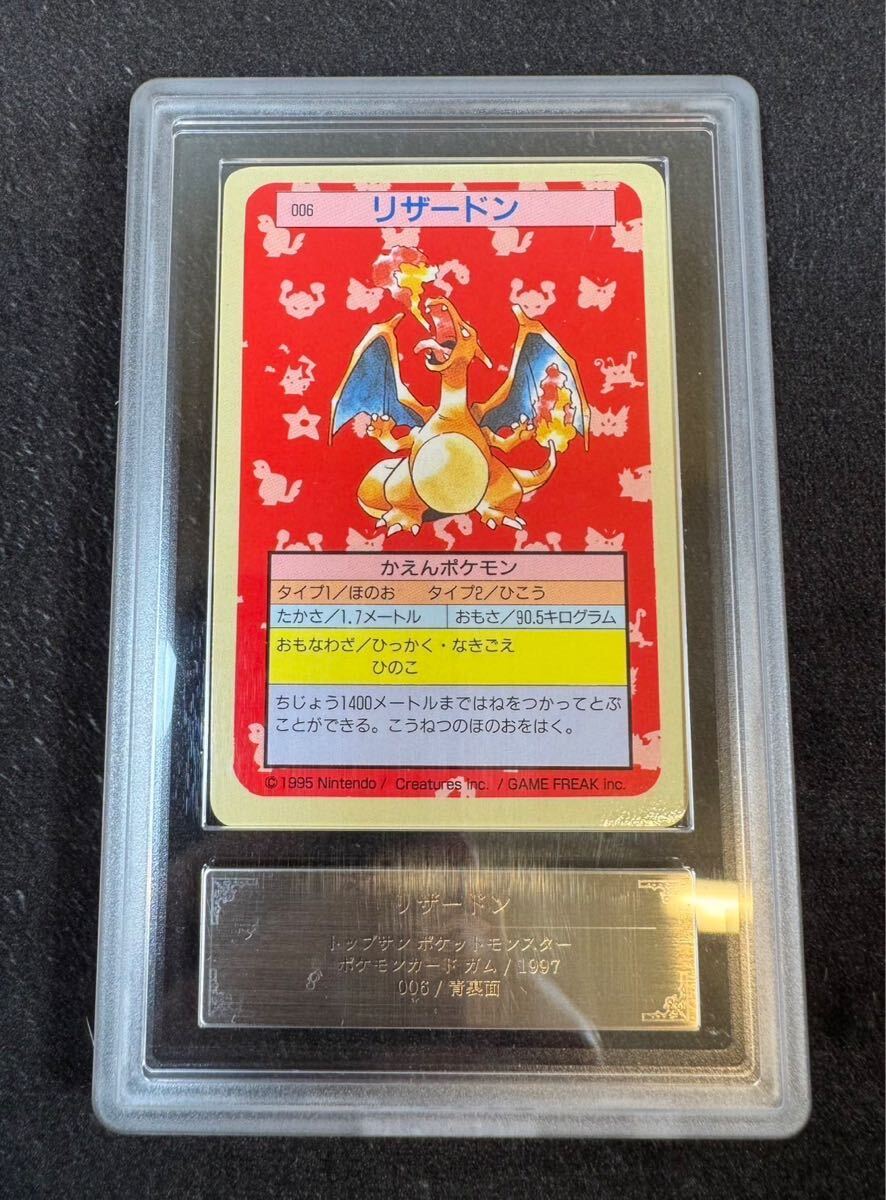 006 リザードン
かえんポケモン
タイプ1/ほのお タイプ2/ひこう
たかさ/1.7メートル おもさ/90.5キログラム
おもなわざ/ひっかく・なきごえ
ひのこ
ちじょう1400メートルまではねをつかってとぶ
ことができる。こうねつのほのおをはく。
©1995 Nintendo / Creatures inc. / GAME FREAK inc.
リザードン
トップサン ポケットモンスター
ポケモンカード ガム / 1997
006 / 青裏面